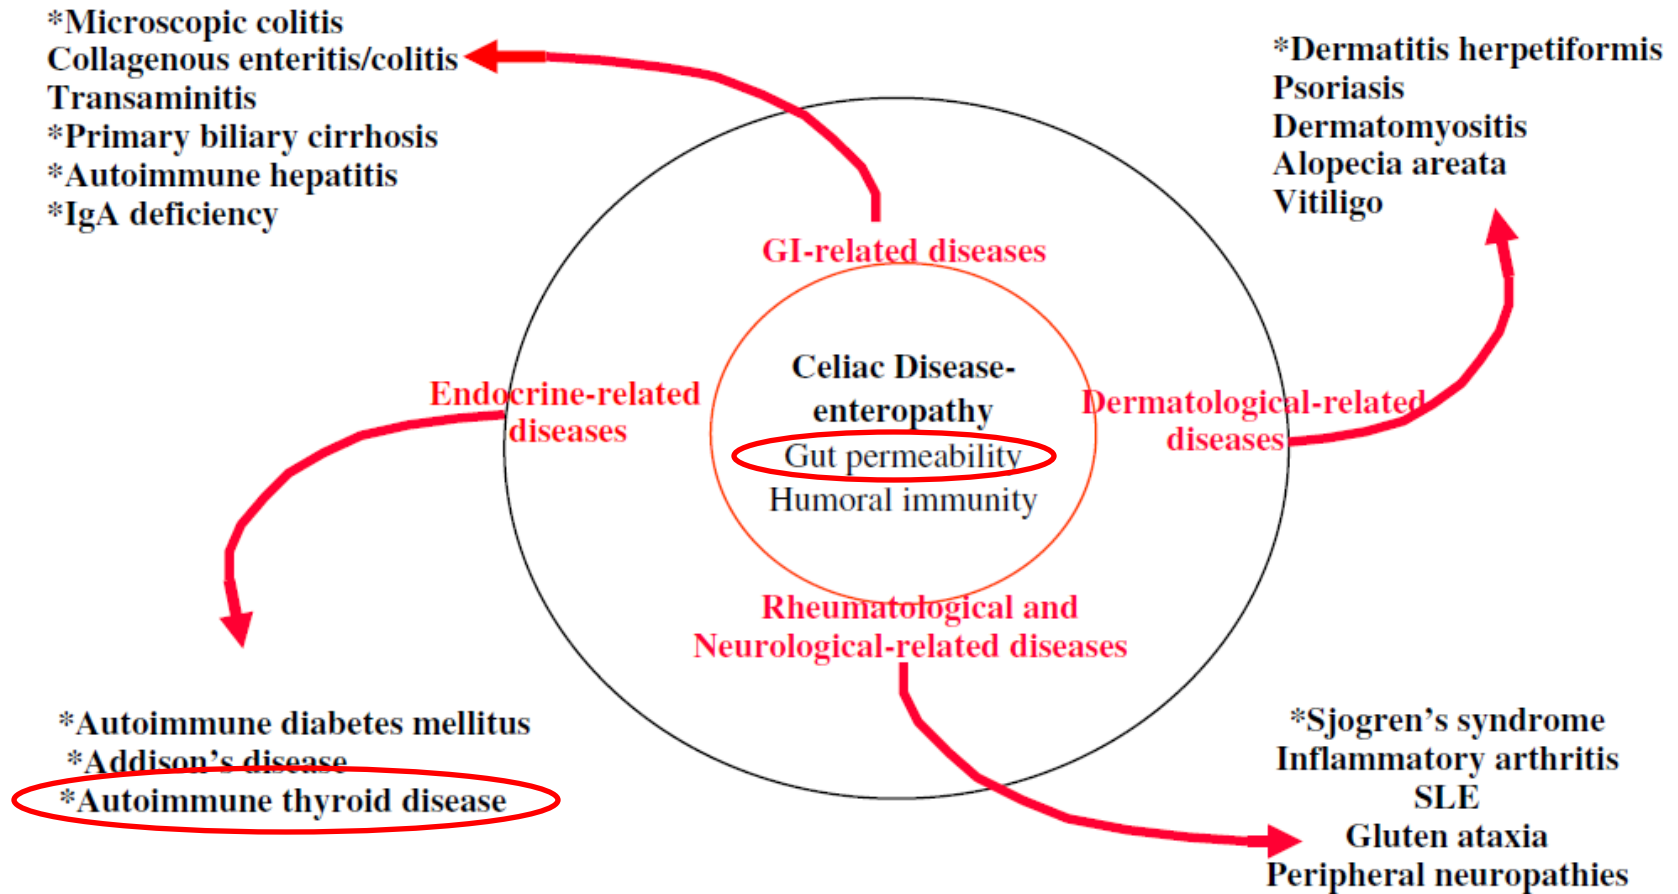 *Microscopic colitis
Collagenous enteritis/colitis
Transaminitis
*Primary biliary cirrhosis
*Autoimmune hepatitis
*IgA deficiency
*Dermatitis herpetiformis
Psoriasis
Dermatomyositis
Alopecia areata
Vitiligo
GI-related diseases
Endocrine-related
diseases
Celiac Disease-
enteropathy
Gut permeability
Humoral immunity
Dermatological-related
diseases
Rheumatological and
Neurological-related diseases
*Autoimmune diabetes mellitus
*Addison's disease
*Autoimmune thyroid disease
*Sjogren's syndrome
Inflammatory arthritis
SLE
Gluten ataxia
Peripheral neuropathies